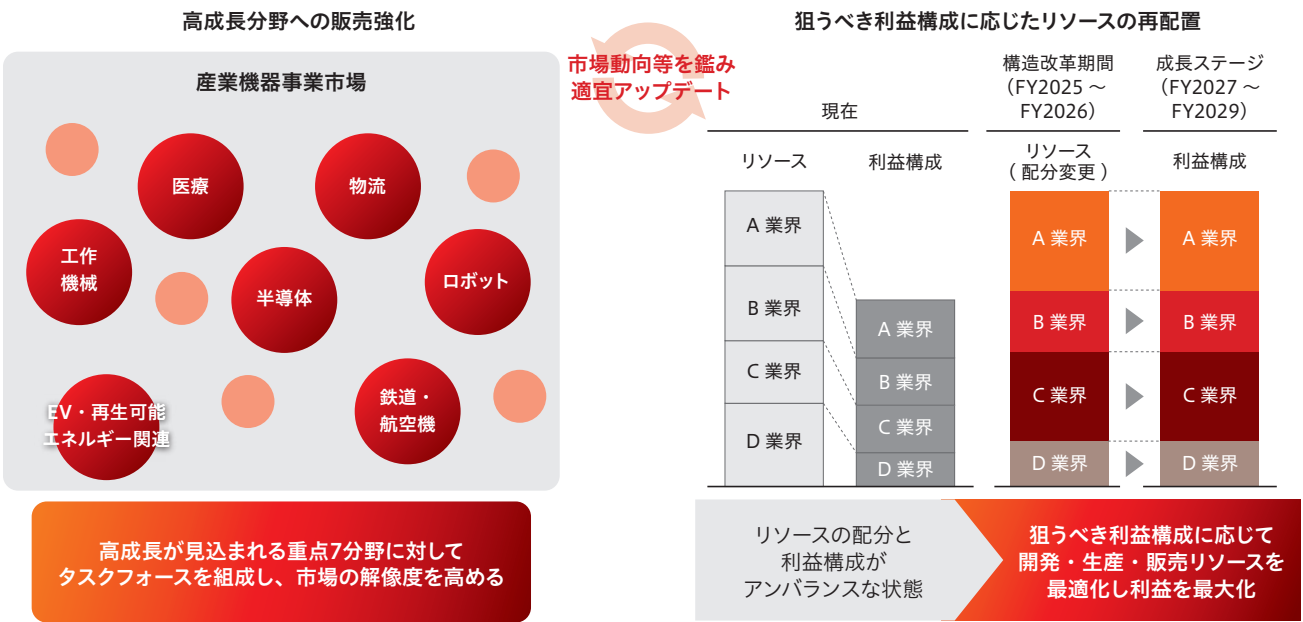 高成長分野への販売強化
産業機器事業市場
医療
物流
工作
機械
半導体
ロボット
EV・再生可能
エネルギー関連
鉄道・
航空機
高成長が見込まれる重点7分野に対して
タスクフォースを組成し、市場の解像度を高める
市場動向等を鑑み
適宜アップデート
狙うべき利益構成に応じたリソースの再配置
現在
構造改革期間
（FY2025 ～
FY2026）
成長ステージ
（FY2027 ～
FY2029）
リソース
利益構成
リソース
( 配分変更 )
利益構成
A 業界
B 業界
C 業界
D 業界
A 業界
B 業界
C 業界
D 業界
A 業界
B 業界
C 業界
D 業界
A 業界
B 業界
C 業界
D 業界
リソースの配分と
利益構成が
アンバランスな状態
狙うべき利益構成に応じて
開発・生産・販売リソースを
最適化し利益を最大化